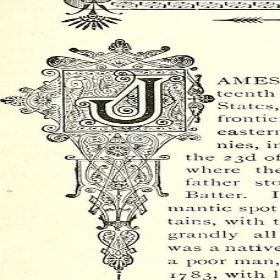 JAMES
teenth
States,
frontie
eastern
nies, in
the 23d of
where the
father sto
Batter. I
mantic spot
tains, with t
grandly all
was a native
a poor man,
1783, with